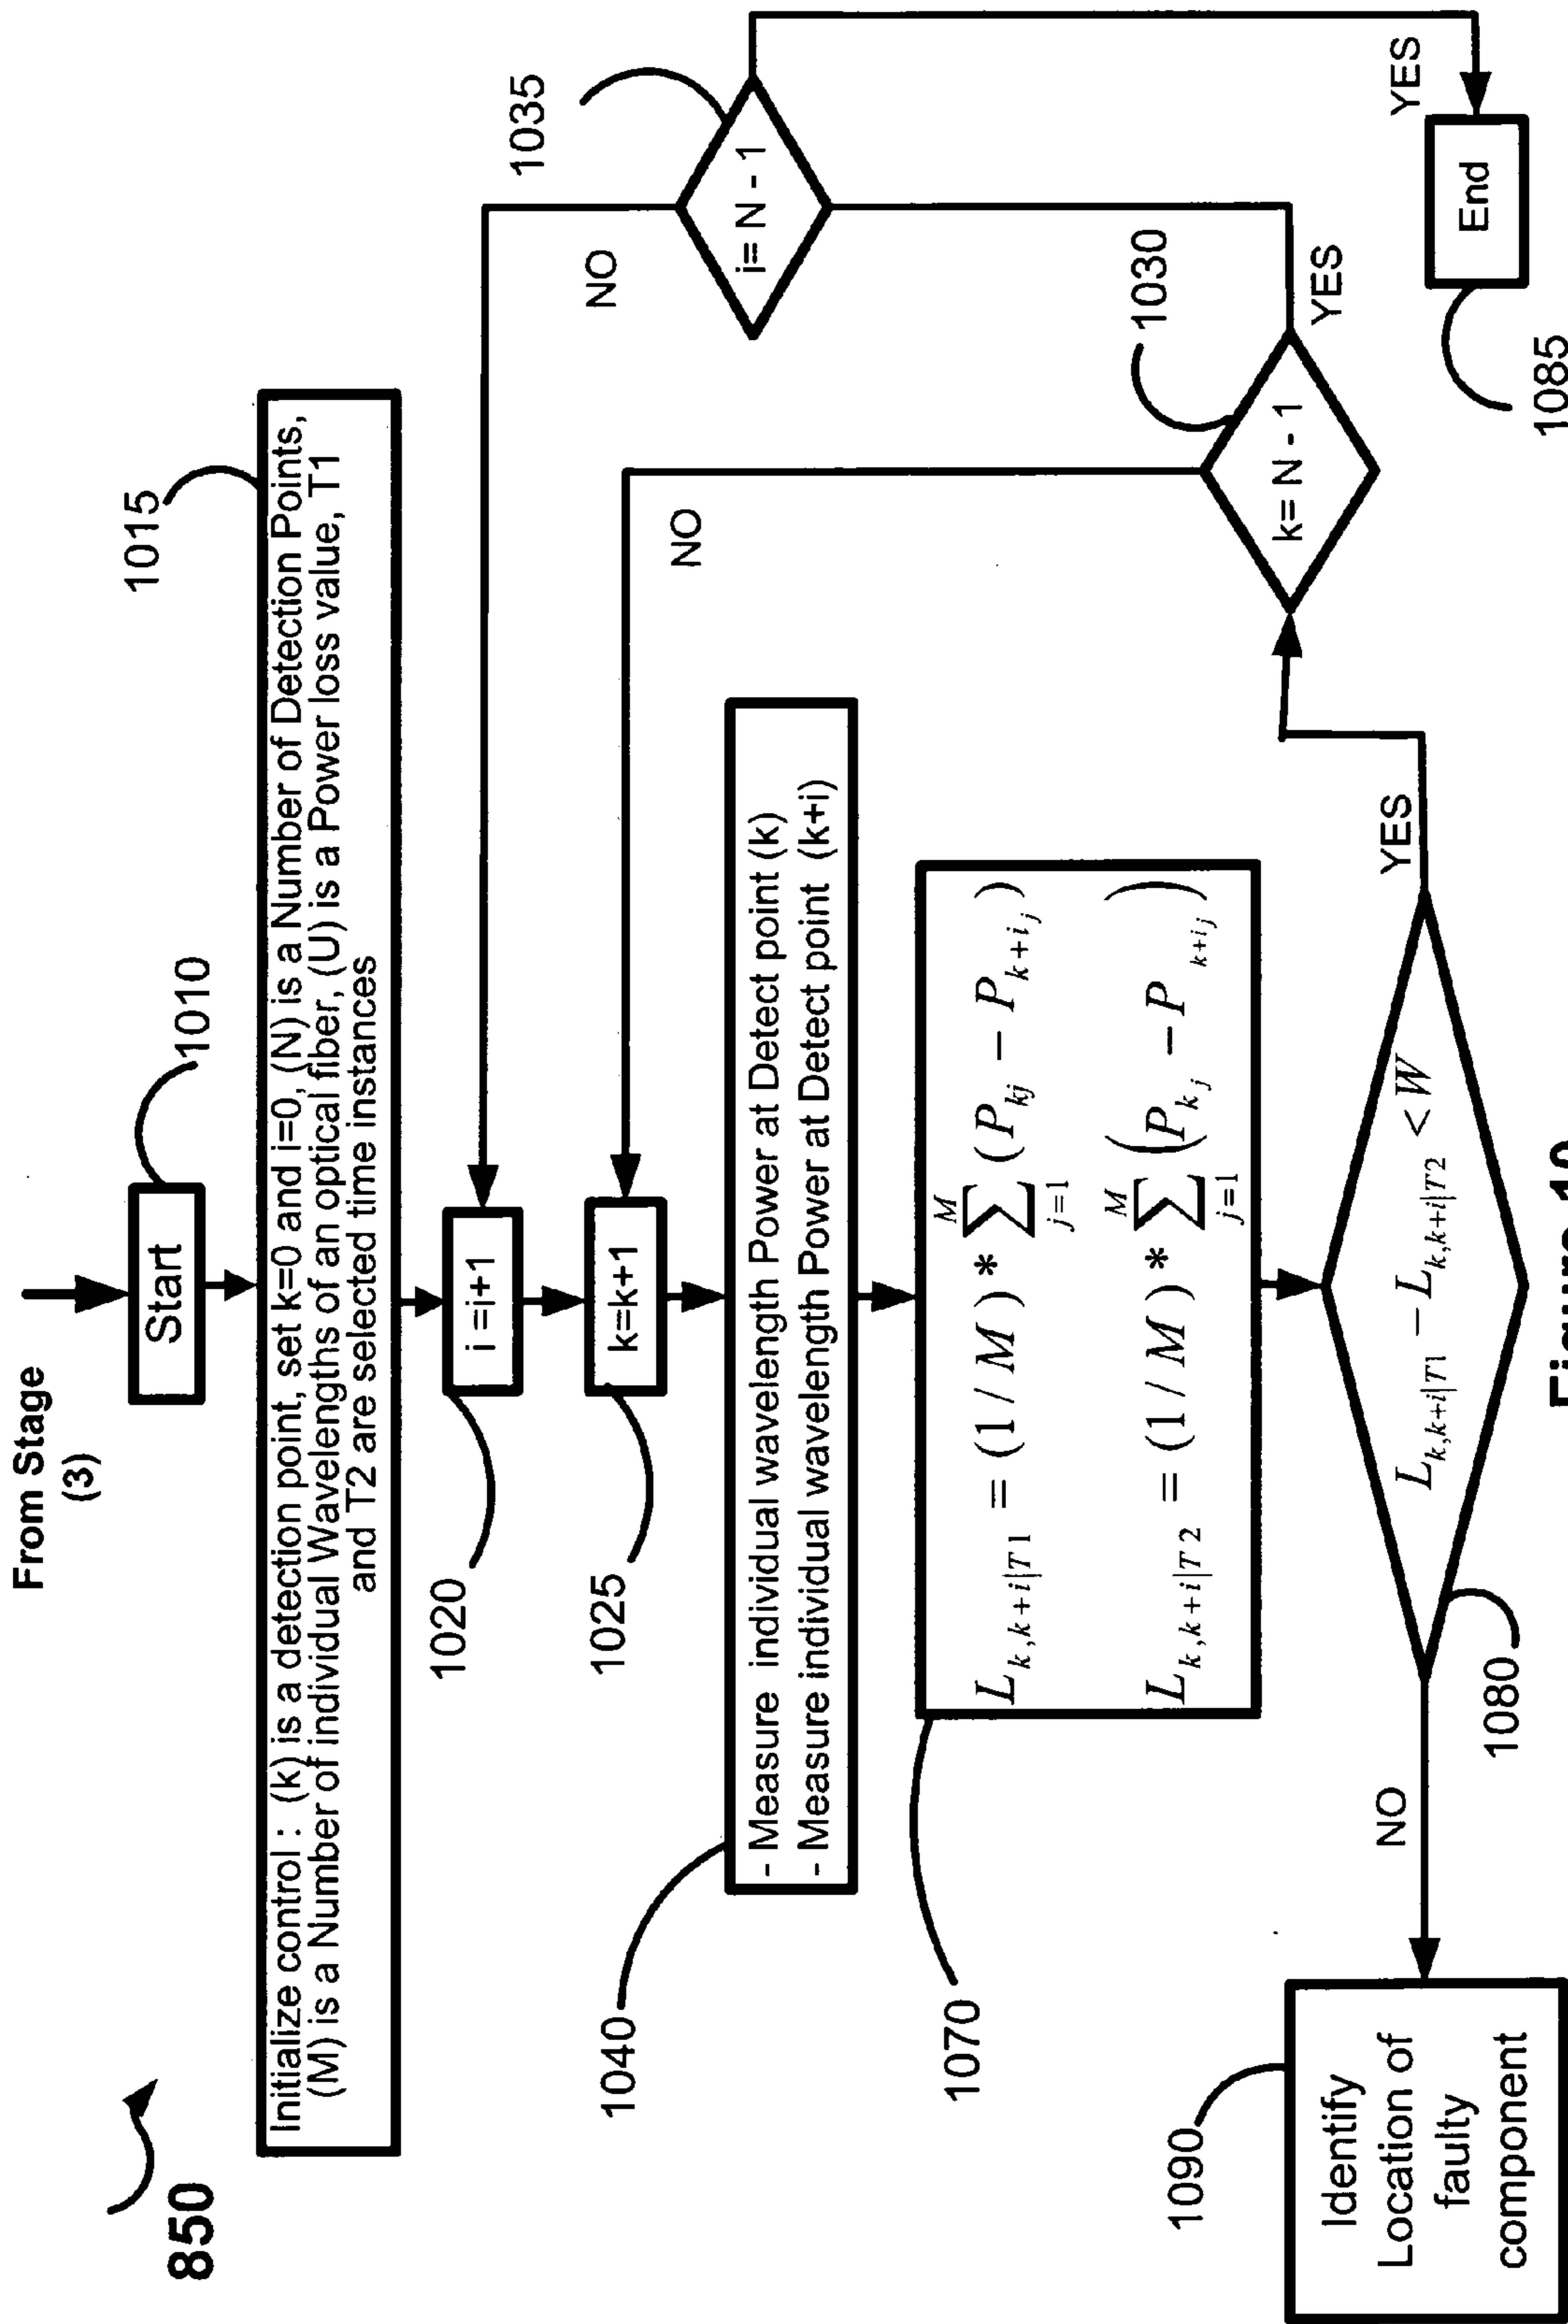 From Stage
(3)
850
Start
1010
1015
Initialize control : (k) is a detection point, set k=0 and i=0, (N) is a Number of Detection Points,
(M) is a Number of individual Wavelengths of an optical fiber, (U) is a Power loss value, T1
and T2 are selected time instances
i =i+1
1020
k=k+1
1025
NO
NO
i= N - 1
1035
k= N - 1
1030
YES
YES
End
1085
1040
- Measure individual wavelength Power at Detect point (k)
- Measure individual wavelength Power at Detect point (k+i)
1070
L_{k,k+i|T1} = (1/M) * \sum_{j=1}^{M} (P_{kj} − P_{k+i_j})
L_{k,k+i|T2} = (1/M) * \sum_{j=1}^{M} (P_{k_j} − P_{k+i_j})
L_{k,k+i|T1} − L_{k,k+i|T2} < W
1080
YES
NO
1090
Identify
Location of
faulty
component
Figure 10